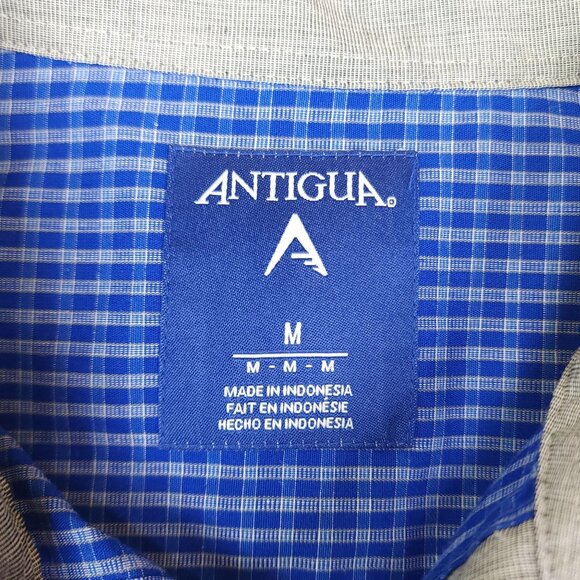 ANTIGUA®
M
M - M - M
MADE IN INDONESIA
FAIT EN INDONÉSIE
HECHO EN INDONESIA